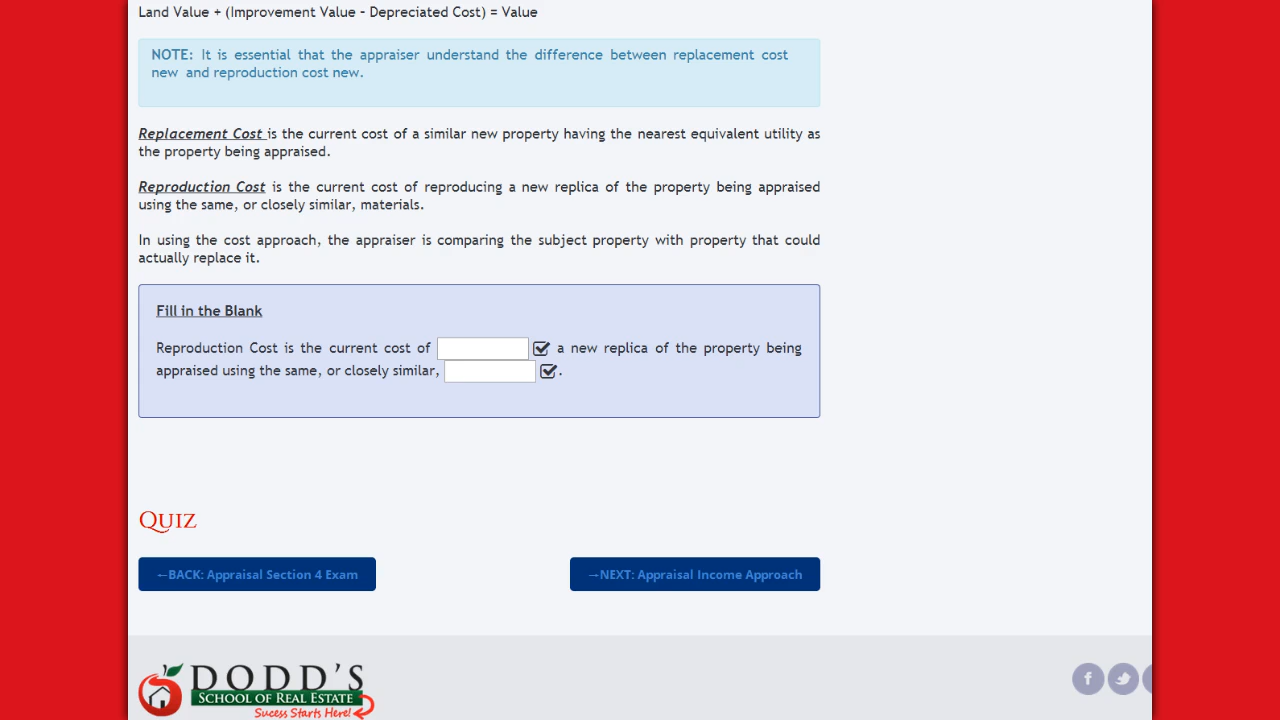 Land Value + (Improvement Value – Depreciated Cost) = Value
NOTE: It is essential that the appraiser understand the difference between replacement cost
new and reproduction cost new.
Replacement Cost is the current cost of a similar new property having the nearest equivalent utility as
the property being appraised.
Reproduction Cost is the current cost of reproducing a new replica of the property being appraised
using the same, or closely similar, materials.
In using the cost approach, the appraiser is comparing the subject property with property that could
actually replace it.
Fill in the Blank
Reproduction Cost is the current cost of a new replica of the property being
appraised using the same, or closely similar, .
Quiz
←BACK: Appraisal Section 4 Exam
→NEXT: Appraisal Income Approach
DODD'S
SCHOOL OF REAL ESTATE
Sucess Starts Here!